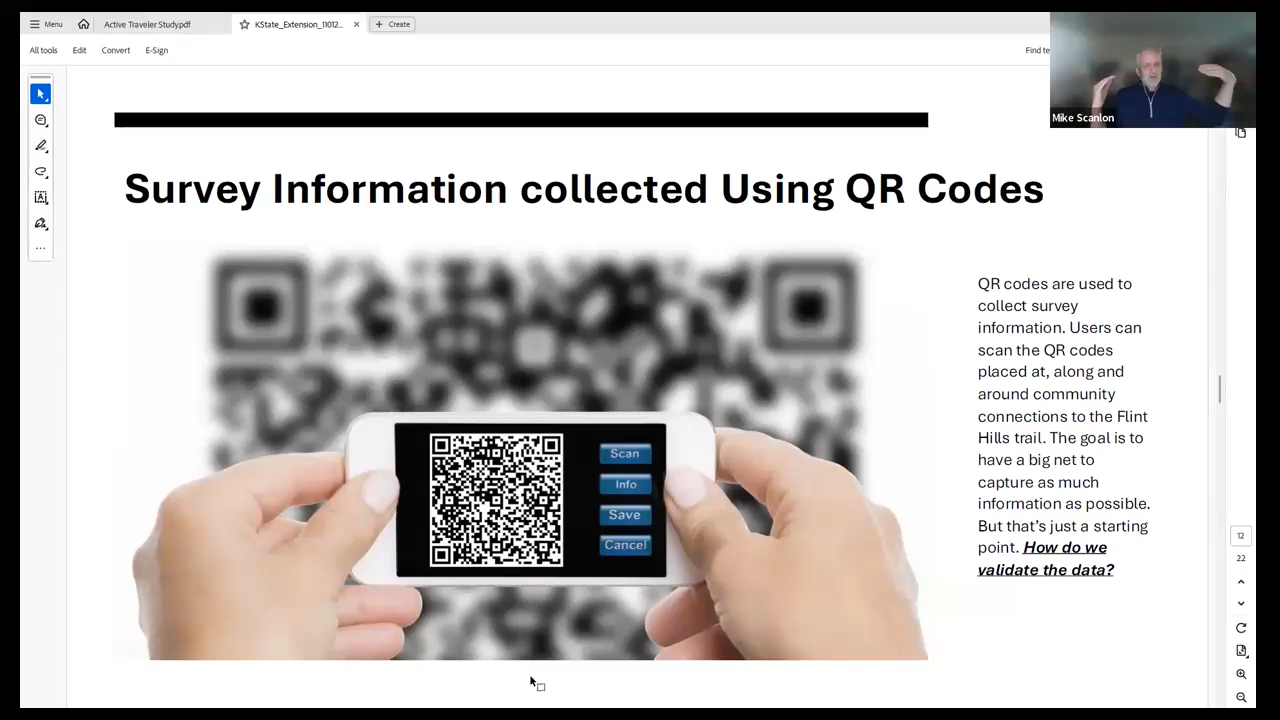 Menu
Active Traveler Study.pdf
KState_Extension_11012...
Create
All tools
Edit
Convert
E-Sign
Find te
Mike Scanlon
Survey Information collected Using QR Codes
QR codes are used to
collect survey
information. Users can
scan the QR codes
placed at, along and
around community
connections to the Flint
Hills trail. The goal is to
have a big net to
capture as much
information as possible.
But that's just a starting
point. How do we
validate the data?
Scan
Info
Save
Cancel
12
22